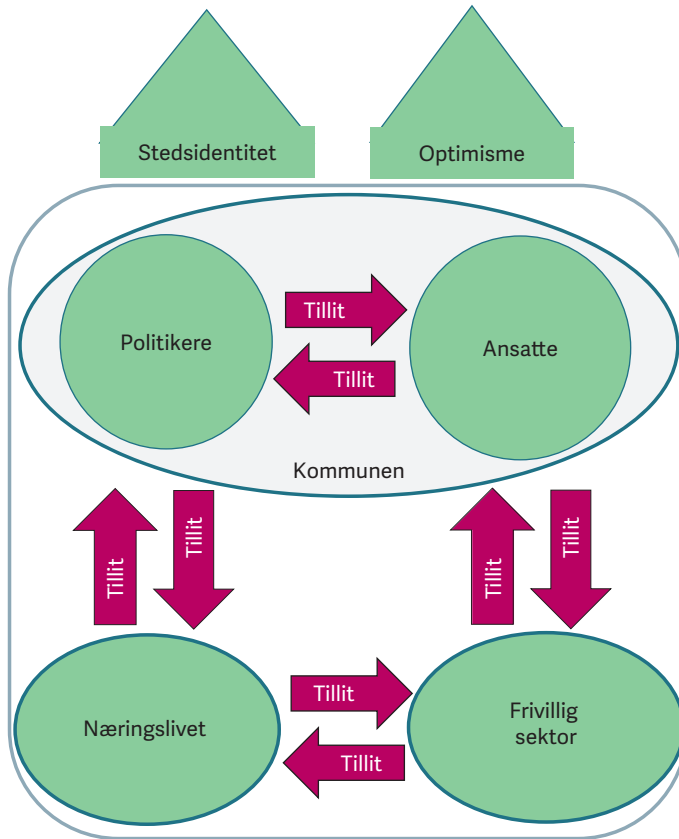 Stedsidentitet
Optimisme
Politikere
Tillit
Tillit
Ansatte
Kommunen
Tillit
Tillit
Tillit
Tillit
Næringslivet
Tillit
Tillit
Frivillig
sektor